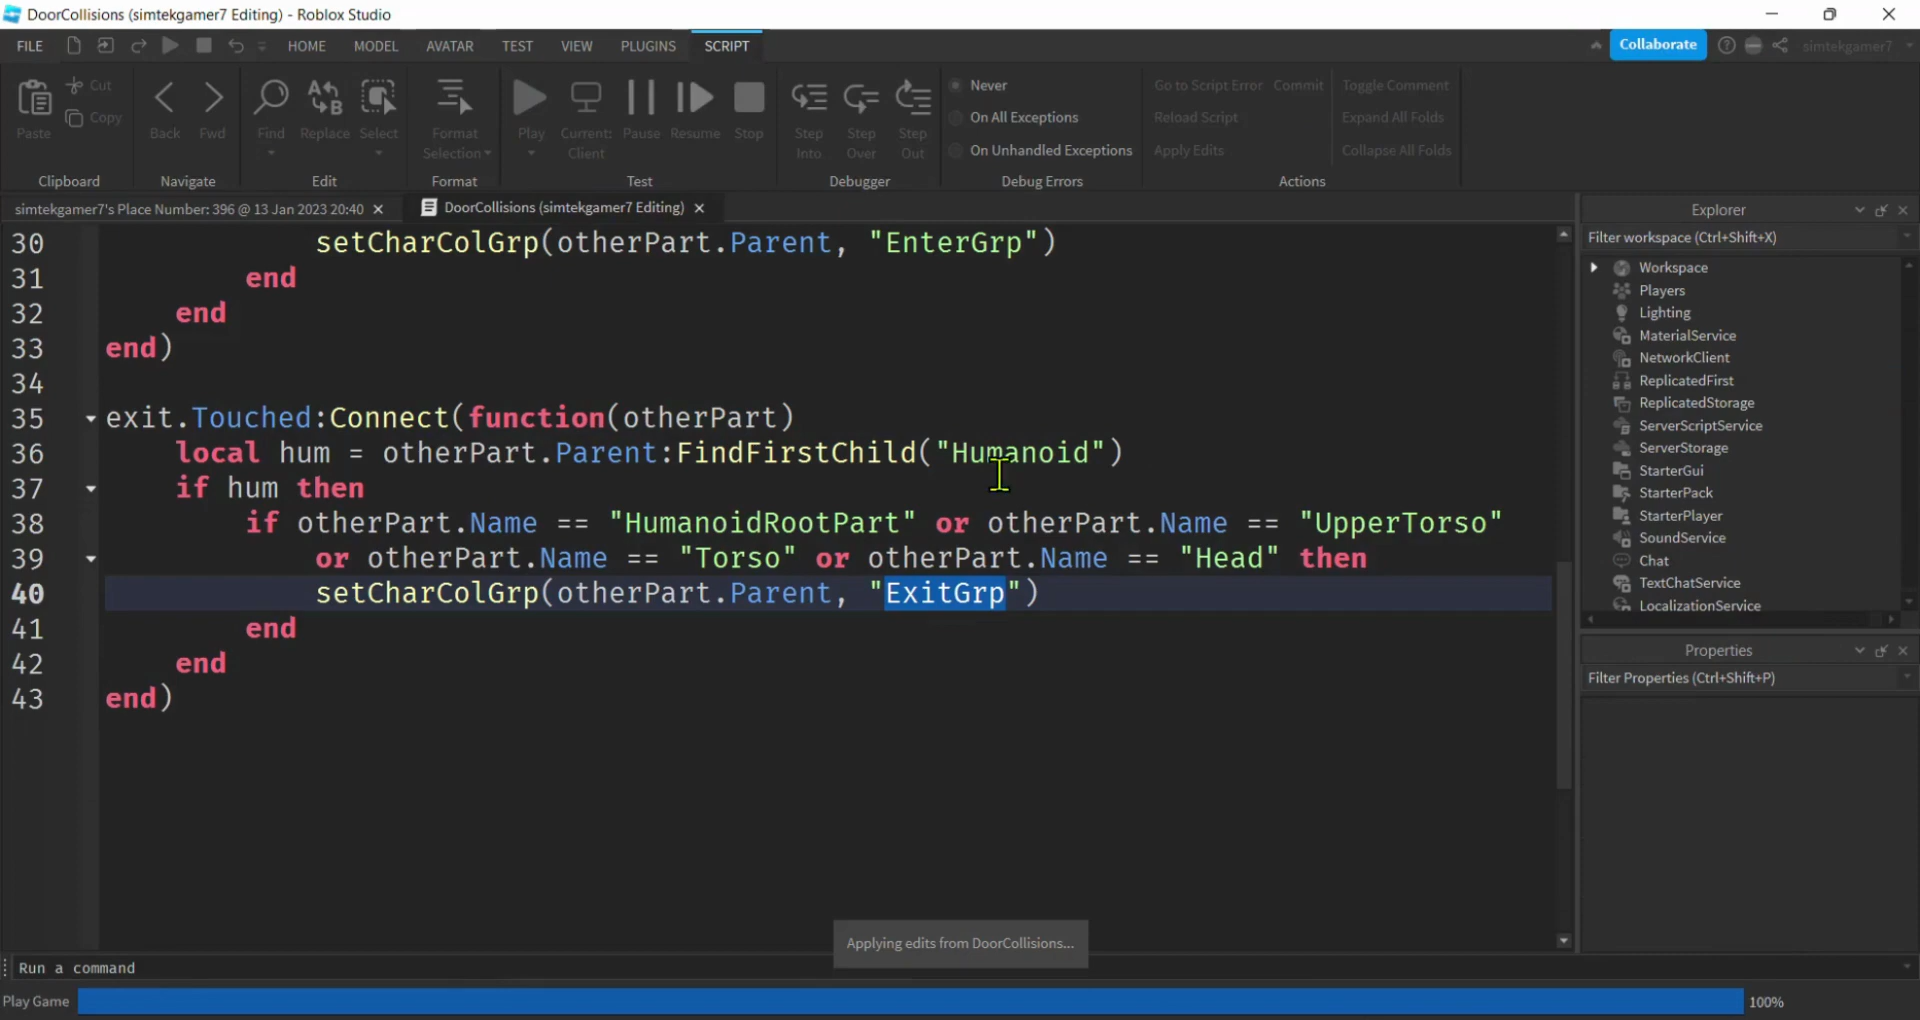 DoorCollisions (simtekgamer7 Editing) - Roblox Studio
FILE HOME MODEL AVATAR TEST VIEW PLUGINS SCRIPT Collaborate simtekgamer7
Paste Cut Copy Back Fwd Find Replace Select Format Selection Play Current: Client Pause Resume Stop Step Into Step Over Step Out
Never
On All Exceptions
On Unhandled Exceptions
Go to Script Error Commit
Reload Script
Apply Edits
Toggle Comment
Expand All Folds
Collapse All Folds
Clipboard Navigate Edit Format Test Debugger Debug Errors Actions
simtekgamer7's Place Number: 396 @ 13 Jan 2023 20:40 DoorCollisions (simtekgamer7 Editing)
30 setCharColGrp(otherPart.Parent, "EnterGrp")
31 end
32 end
33 end)
34
35 exit.Touched:Connect(function(otherPart)
36 local hum = otherPart.Parent:FindFirstChild("Humanoid")
37 if hum then
38 if otherPart.Name == "HumanoidRootPart" or otherPart.Name == "UpperTorso"
39 or otherPart.Name == "Torso" or otherPart.Name == "Head" then
40 setCharColGrp(otherPart.Parent, "ExitGrp")
41 end
42 end
43 end)
Applying edits from DoorCollisions...
Explorer
Filter workspace (Ctrl+Shift+X)
Workspace
Players
Lighting
MaterialService
NetworkClient
ReplicatedFirst
ReplicatedStorage
ServerScriptService
ServerStorage
StarterGui
StarterPack
StarterPlayer
SoundService
Chat
TextChatService
LocalizationService
Properties
Filter Properties (Ctrl+Shift+P)
Run a command
Play Game 100%